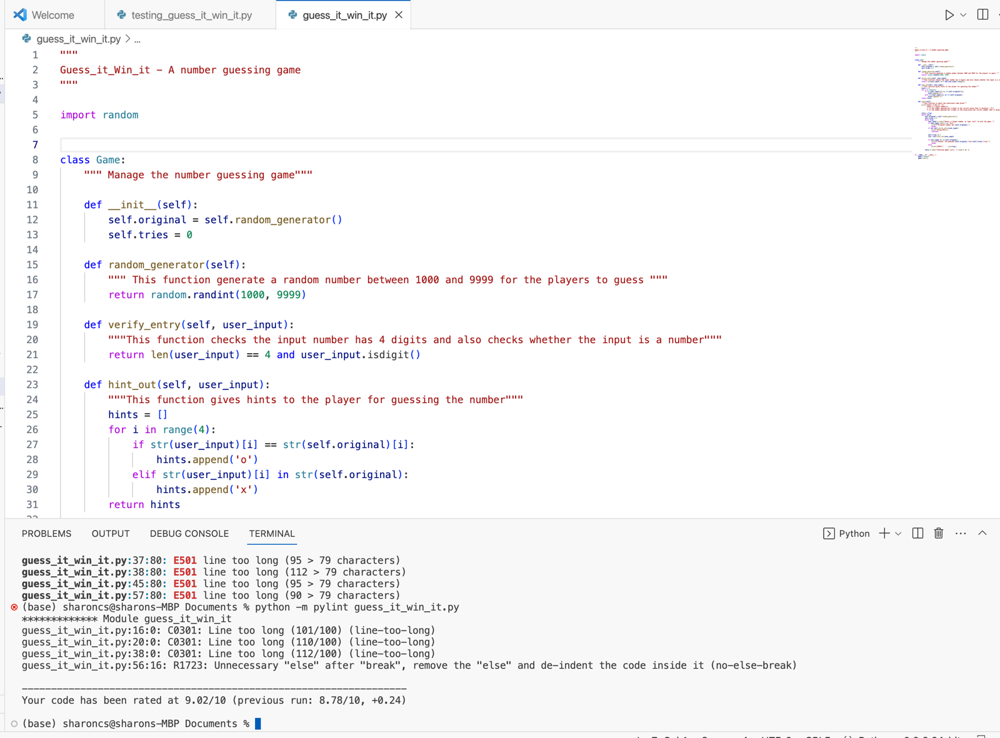 Welcome
testing_guess_it_win_it.py
guess_it_win_it.py
guess_it_win_it.py > ...
1 """
2 Guess_it_Win_it – A number guessing game
3 """
4
5 import random
6
7
8 class Game:
9 """ Manage the number guessing game"""
10
11 def __init__(self):
12 self.original = self.random_generator()
13 self.tries = 0
14
15 def random_generator(self):
16 """ This function generate a random number between 1000 and 9999 for the players to guess """
17 return random.randint(1000, 9999)
18
19 def verify_entry(self, user_input):
20 """This function checks the input number has 4 digits and also checks whether the input is a number"""
21 return len(user_input) == 4 and user_input.isdigit()
22
23 def hint_out(self, user_input):
24 """This function gives hints to the player for guessing the number"""
25 hints = []
26 for i in range(4):
27 if str(user_input)[i] == str(self.original)[i]:
28 hints.append('o')
29 elif str(user_input)[i] in str(self.original):
30 hints.append('x')
31 return hints
PROBLEMS OUTPUT DEBUG CONSOLE TERMINAL
Python
guess_it_win_it.py:37:80: E501 line too long (95 > 79 characters)
guess_it_win_it.py:38:80: E501 line too long (112 > 79 characters)
guess_it_win_it.py:45:80: E501 line too long (95 > 79 characters)
guess_it_win_it.py:57:80: E501 line too long (90 > 79 characters)
(base) sharoncs@sharons-MBP Documents % python -m pylint guess_it_win_it.py
************* Module guess_it_win_it
guess_it_win_it.py:16:0: C0301: Line too long (101/100) (line-too-long)
guess_it_win_it.py:20:0: C0301: Line too long (110/100) (line-too-long)
guess_it_win_it.py:38:0: C0301: Line too long (112/100) (line-too-long)
guess_it_win_it.py:56:16: R1723: Unnecessary "else" after "break", remove the "else" and de-indent the code inside it (no-else-break)
------------------------------------------------------------------
Your code has been rated at 9.02/10 (previous run: 8.78/10, +0.24)
(base) sharoncs@sharons-MBP Documents %